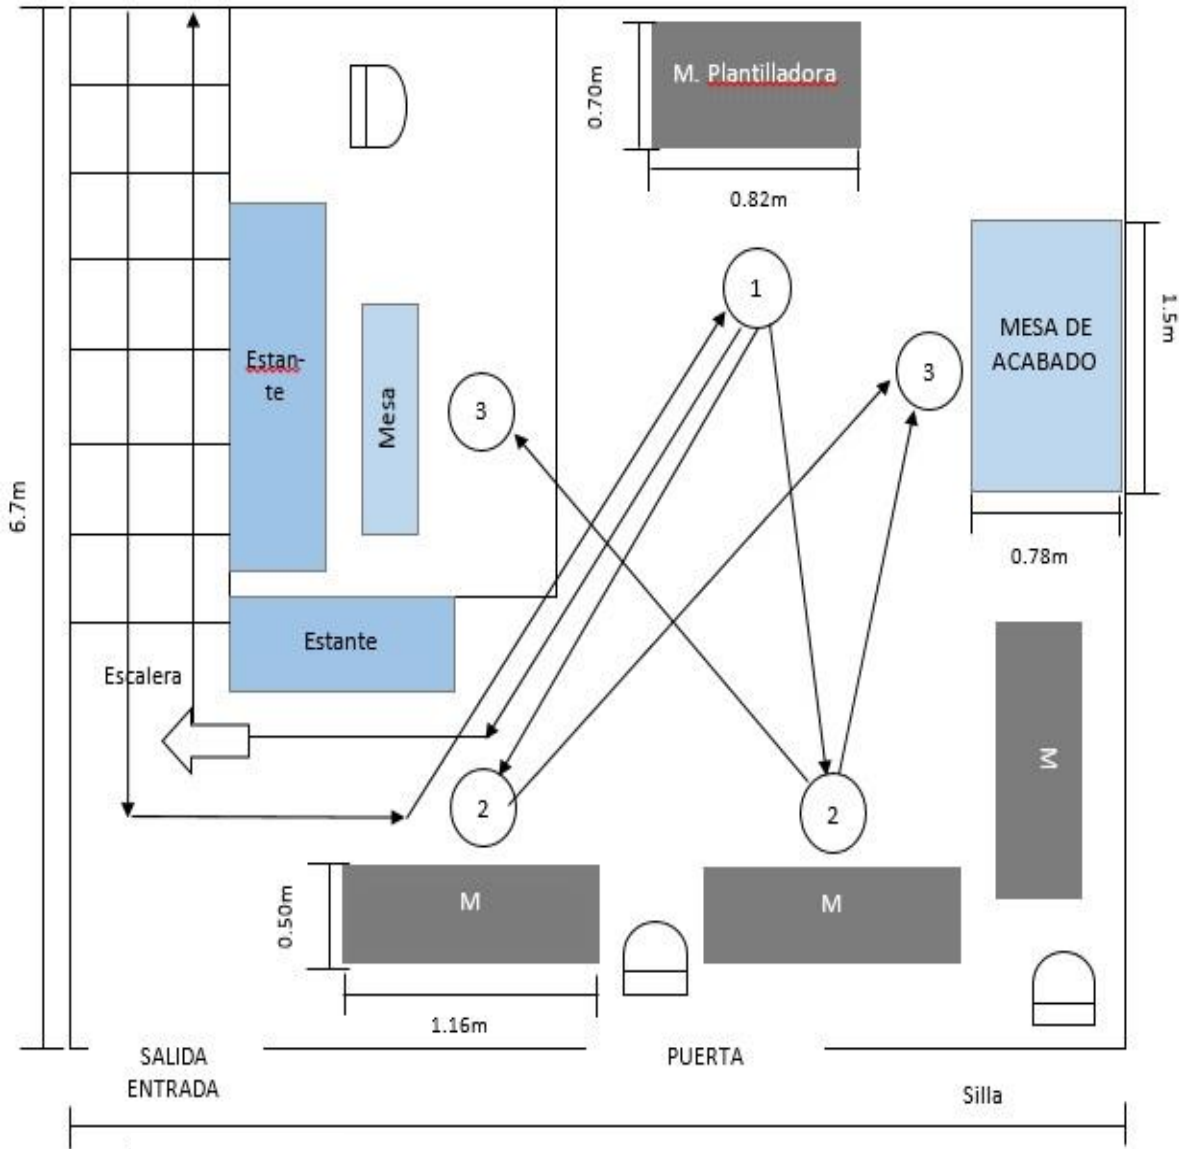 M. Plantilladora
0.70m
0.82m
1
MESA DE
ACABADO
1.5m
3
Estan-
te
Mesa
3
6.7m
0.78m
Estante
Escalera
M
2
2
M
M
0.50m
1.16m
SALIDA
ENTRADA
PUERTA
Silla